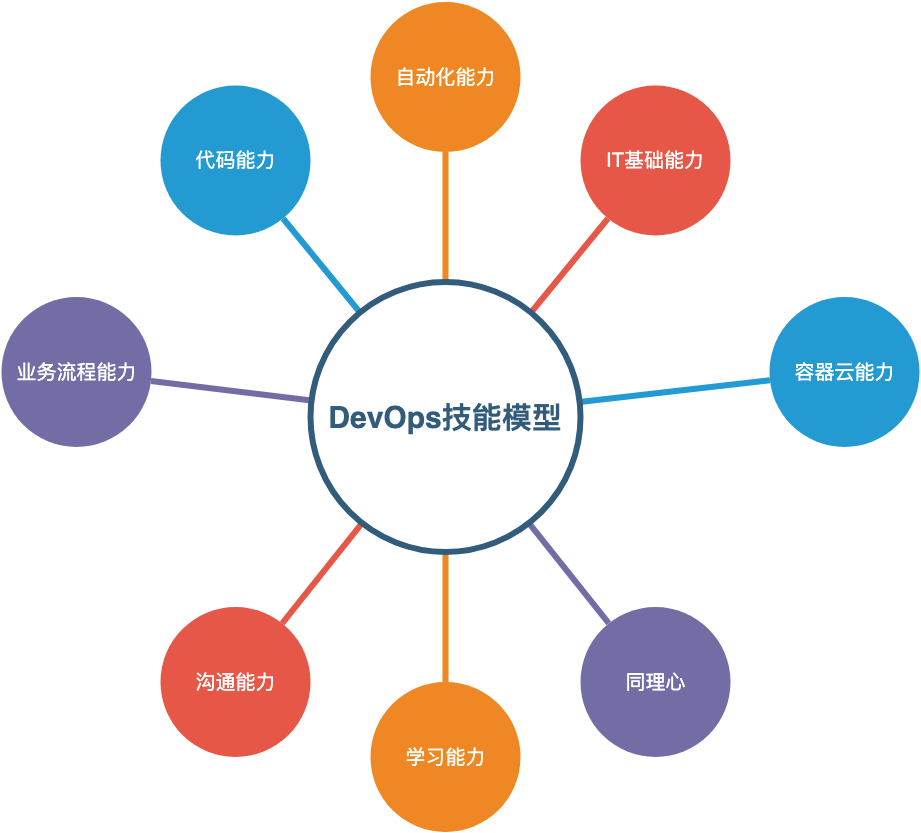 自动化能力
代码能力
IT基础能力
业务流程能力
容器云能力
DevOps技能模型
沟通能力
同理心
学习能力